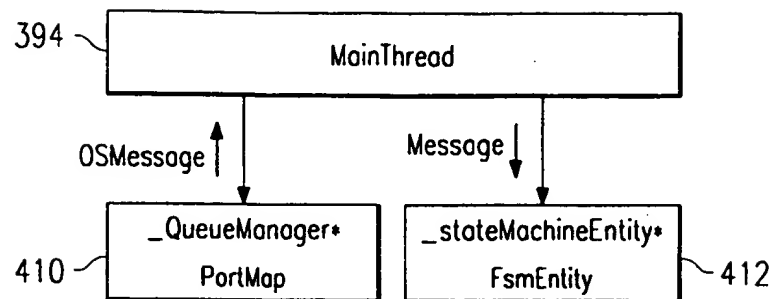 394
MainThread
OSMessage
Message
_QueueManager*
PortMap
410
_stateMachineEntity*
FsmEntity
412